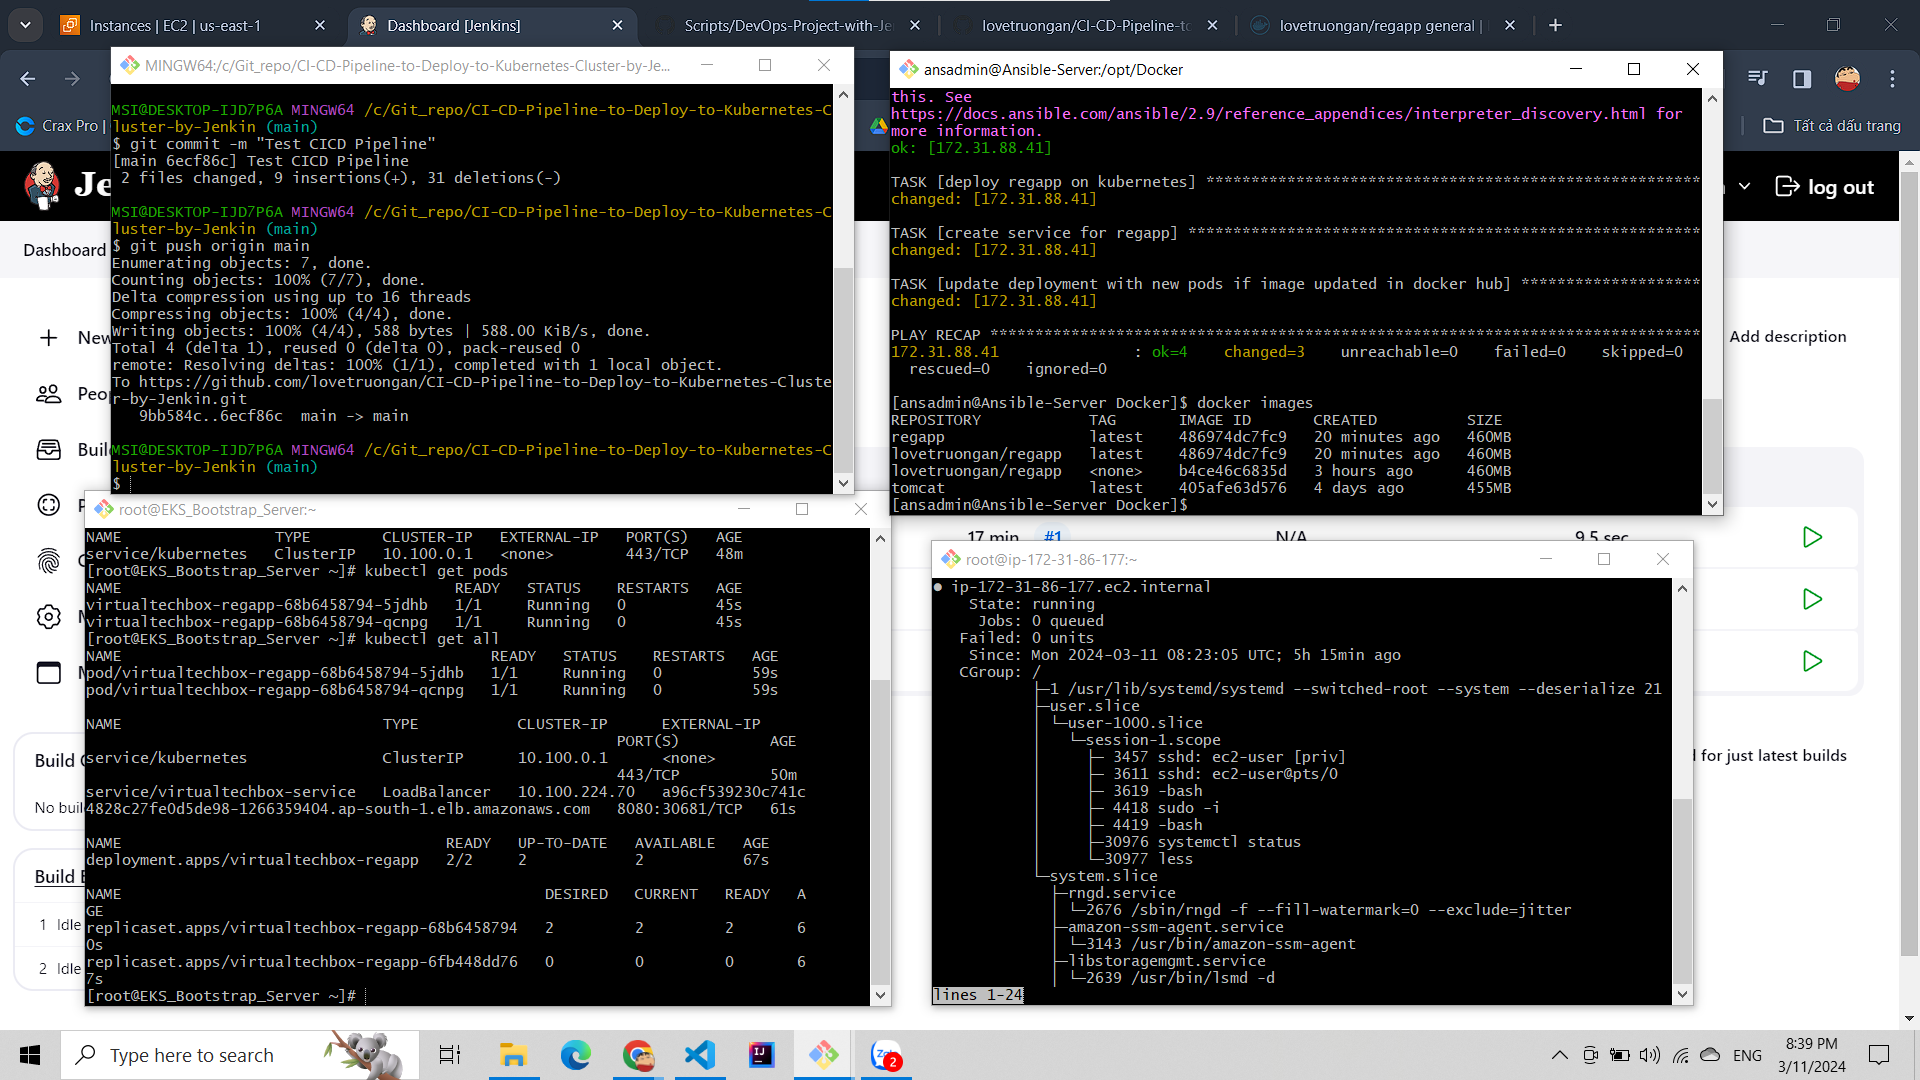 Instances | EC2 | us-east-1
Dashboard [Jenkins]
Scripts/DevOps-Project-with-Je
lovetruongan/CI-CD-Pipeline-to
lovetruongan/regapp general |
Crax Pro |
Tất cả dấu trang
MINGW64:/c/Git_repo/CI-CD-Pipeline-to-Deploy-to-Kubernetes-Cluster-by-Je...
MSI@DESKTOP-IJD7P6A MINGW64 /c/Git_repo/CI-CD-Pipeline-to-Deploy-to-Kubernetes-C
luster-by-Jenkin (main)
$ git commit -m "Test CICD Pipeline"
[main 6ecf86c] Test CICD Pipeline
2 files changed, 9 insertions(+), 31 deletions(-)
MSI@DESKTOP-IJD7P6A MINGW64 /c/Git_repo/CI-CD-Pipeline-to-Deploy-to-Kubernetes-C
luster-by-Jenkin (main)
$ git push origin main
Enumerating objects: 7, done.
Counting objects: 100% (7/7), done.
Delta compression using up to 16 threads
Compressing objects: 100% (4/4), done.
Writing objects: 100% (4/4), 588 bytes | 588.00 KiB/s, done.
Total 4 (delta 1), reused 0 (delta 0), pack-reused 0
remote: Resolving deltas: 100% (1/1), completed with 1 local object.
To https://github.com/lovetruongan/CI-CD-Pipeline-to-Deploy-to-Kubernetes-Cluste
r-by-Jenkin.git
9bb584c..6ecf86c  main -> main
MSI@DESKTOP-IJD7P6A MINGW64 /c/Git_repo/CI-CD-Pipeline-to-Deploy-to-Kubernetes-C
luster-by-Jenkin (main)
$
ansadmin@Ansible-Server:/opt/Docker
this. See
https://docs.ansible.com/ansible/2.9/reference_appendices/interpreter_discovery.html for
more information.
ok: [172.31.88.41]
TASK [deploy regapp on kubernetes] *******************************************************
changed: [172.31.88.41]
TASK [create service for regapp] *********************************************************
changed: [172.31.88.41]
TASK [update deployment with new pods if image updated in docker hub] ********************
changed: [172.31.88.41]
PLAY RECAP *******************************************************************************
172.31.88.41 : ok=4 changed=3 unreachable=0 failed=0 skipped=0
rescued=0 ignored=0
[ansadmin@Ansible-Server Docker]$ docker images
REPOSITORY TAG IMAGE ID CREATED SIZE
regapp latest 486974dc7fc9 20 minutes ago 460MB
lovetruongan/regapp latest 486974dc7fc9 20 minutes ago 460MB
lovetruongan/regapp <none> b4ce46c6835d 3 hours ago 460MB
tomcat latest 405afe63d576 4 days ago 455MB
[ansadmin@Ansible-Server Docker]$
Je
log out
Dashboard
New
Add description
Peop
Buil
17 min #1 N/A 9.5 sec
Build
No buil
Build E
1 Idle
2 Idle
for just latest builds
root@EKS_Bootstrap_Server:~
NAME TYPE CLUSTER-IP EXTERNAL-IP PORT(S) AGE
service/kubernetes ClusterIP 10.100.0.1 <none> 443/TCP 48m
[root@EKS_Bootstrap_Server ~]# kubectl get pods
NAME READY STATUS RESTARTS AGE
virtualtechbox-regapp-68b6458794-5jdhb 1/1 Running 0 45s
virtualtechbox-regapp-68b6458794-qcnpg 1/1 Running 0 45s
[root@EKS_Bootstrap_Server ~]# kubectl get all
NAME READY STATUS RESTARTS AGE
pod/virtualtechbox-regapp-68b6458794-5jdhb 1/1 Running 0 59s
pod/virtualtechbox-regapp-68b6458794-qcnpg 1/1 Running 0 59s
NAME TYPE CLUSTER-IP EXTERNAL-IP
PORT(S) AGE
service/kubernetes ClusterIP 10.100.0.1 <none>
443/TCP 50m
service/virtualtechbox-service LoadBalancer 10.100.224.70 a96cf539230c741c
4828c27fe0d5de98-1266359404.ap-south-1.elb.amazonaws.com 8080:30681/TCP 61s
NAME READY UP-TO-DATE AVAILABLE AGE
deployment.apps/virtualtechbox-regapp 2/2 2 2 67s
NAME DESIRED CURRENT READY A
GE
replicaset.apps/virtualtechbox-regapp-68b6458794 2 2 2 6
0s
replicaset.apps/virtualtechbox-regapp-6fb448dd76 0 0 0 6
7s
[root@EKS_Bootstrap_Server ~]#
root@ip-172-31-86-177:~
● ip-172-31-86-177.ec2.internal
State: running
Jobs: 0 queued
Failed: 0 units
Since: Mon 2024-03-11 08:23:05 UTC; 5h 15min ago
CGroup: /
├─1 /usr/lib/systemd/systemd --switched-root --system --deserialize 21
├─user.slice
│ └─user-1000.slice
│ └─session-1.scope
│ ├─ 3457 sshd: ec2-user [priv]
│ ├─ 3611 sshd: ec2-user@pts/0
│ ├─ 3619 -bash
│ ├─ 4418 sudo -i
│ ├─ 4419 -bash
│ ├─30976 systemctl status
│ └─30977 less
└─system.slice
├─rngd.service
│ └─2676 /sbin/rngd -f --fill-watermark=0 --exclude=jitter
├─amazon-ssm-agent.service
│ └─3143 /usr/bin/amazon-ssm-agent
├─libstoragemgmt.service
│ └─2639 /usr/bin/lsmd -d
lines 1-24
Type here to search
2
ENG
8:39 PM
3/11/2024